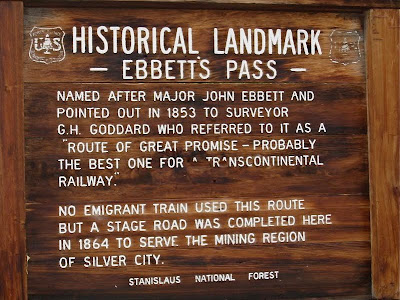 HISTORICAL LANDMARK
— EBBETT'S PASS —
NAMED AFTER MAJOR JOHN EBBETT AND
POINTED OUT IN 1853 TO SURVEYOR
G.H. GODDARD WHO REFERRED TO IT AS A
"ROUTE OF GREAT PROMISE – PROBABLY
THE BEST ONE FOR A TRANSCONTINENTAL
RAILWAY."
NO EMIGRANT TRAIN USED THIS ROUTE
BUT A STAGE ROAD WAS COMPLETED HERE
IN 1864 TO SERVE THE MINING REGION
OF SILVER CITY.
STANISLAUS NATIONAL FOREST